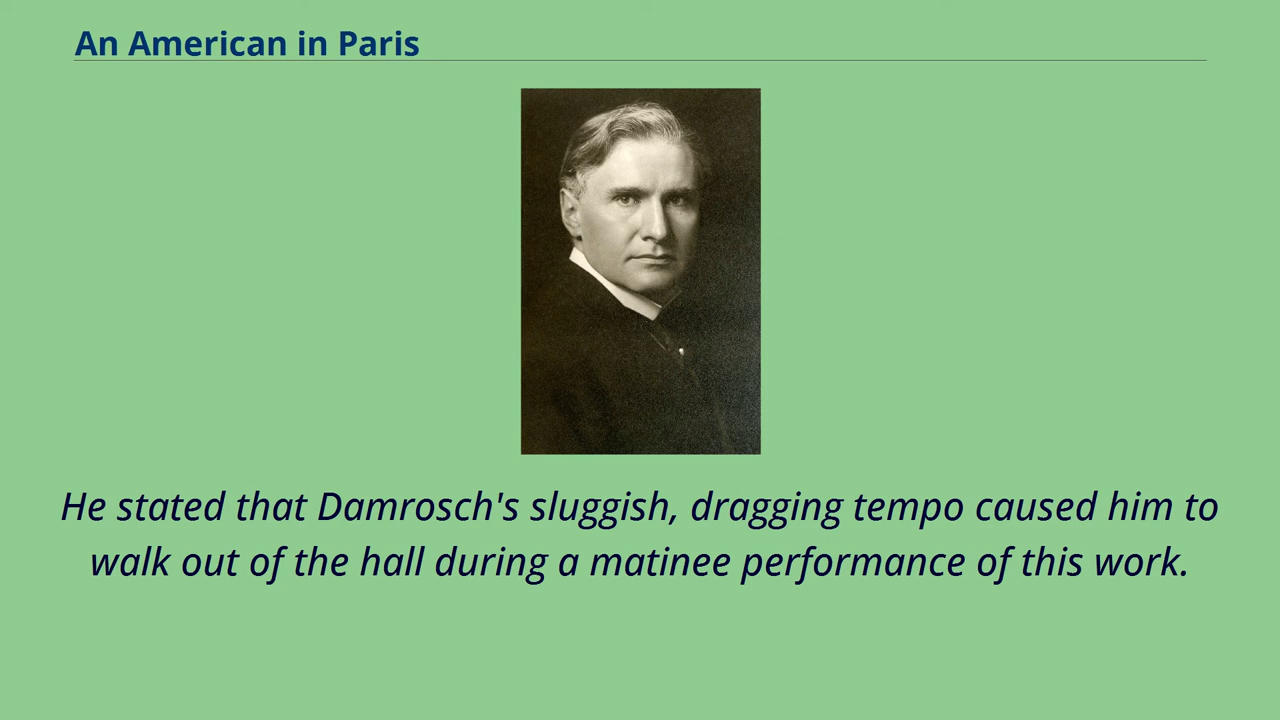 An American in Paris
He stated that Damrosch's sluggish, dragging tempo caused him to
walk out of the hall during a matinee performance of this work.